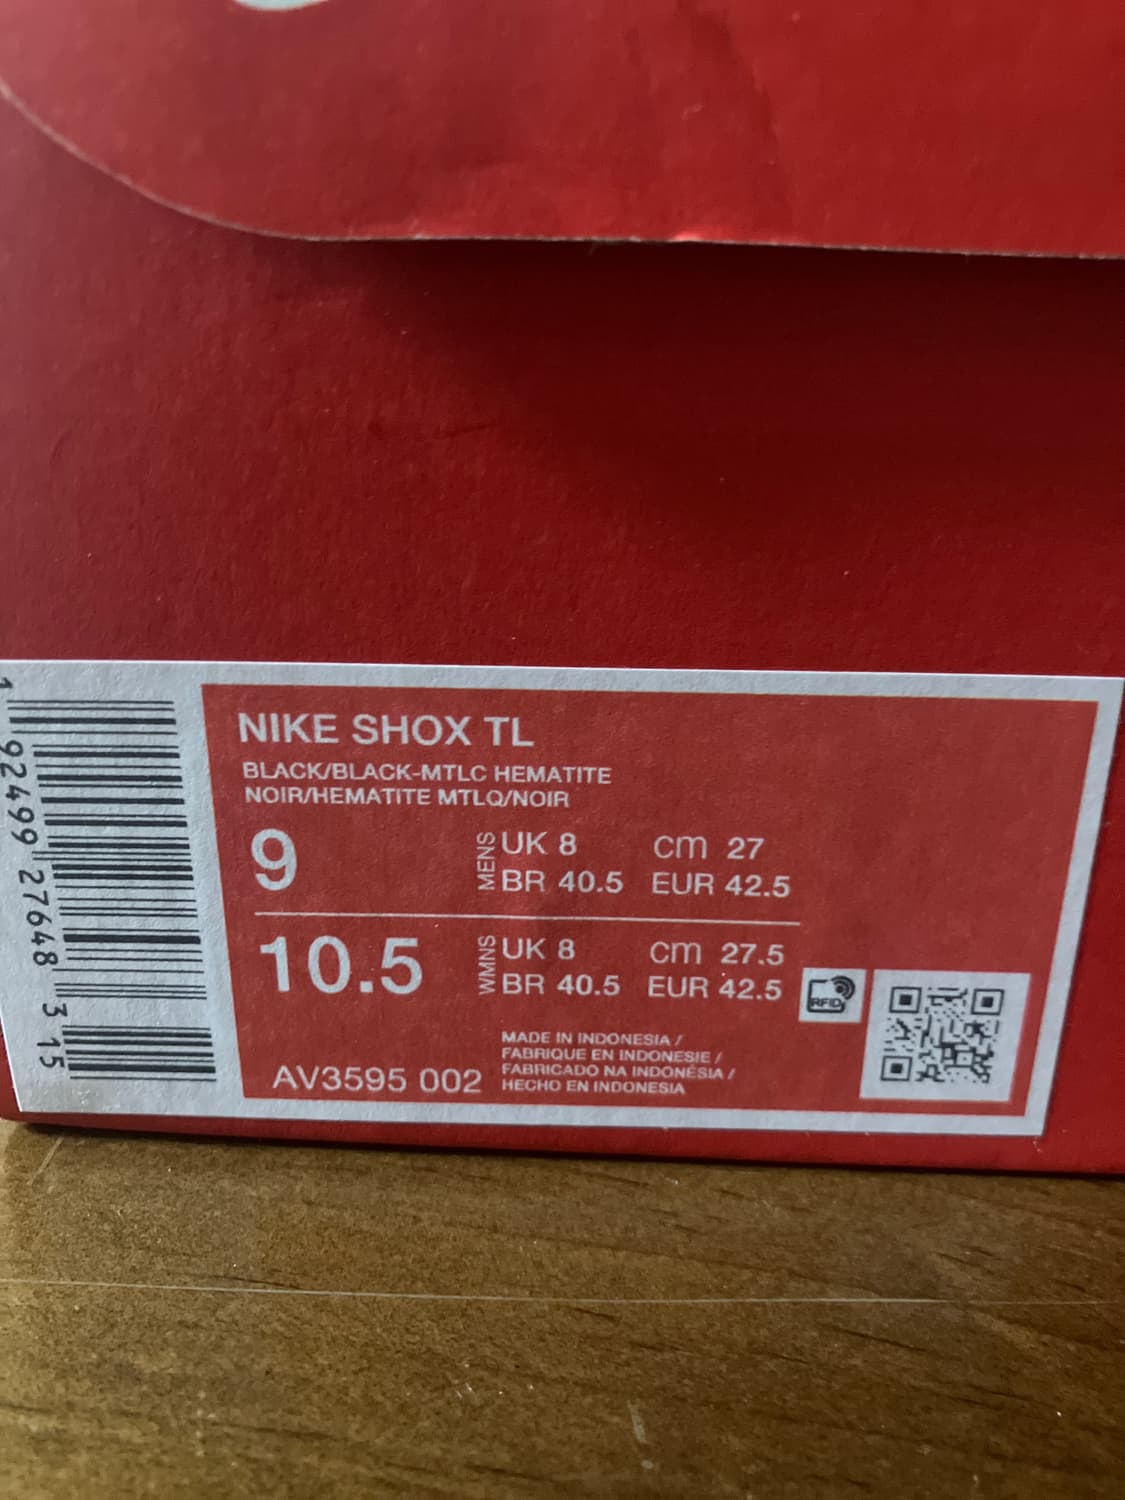 NIKE SHOX TL
BLACK/BLACK-MTLC HEMATITE
NOIR/HEMATITE MTLQ/NOIR
9
MENS
UK 8 cm 27
BR 40.5 EUR 42.5
10.5
WMNS
UK 8 cm 27.5
BR 40.5 EUR 42.5
RFID
MADE IN INDONESIA /
FABRIQUE EN INDONESIE /
FABRICADO NA INDONÉSIA /
HECHO EN INDONESIA
AV3595 002
1 92499 27648 3 15